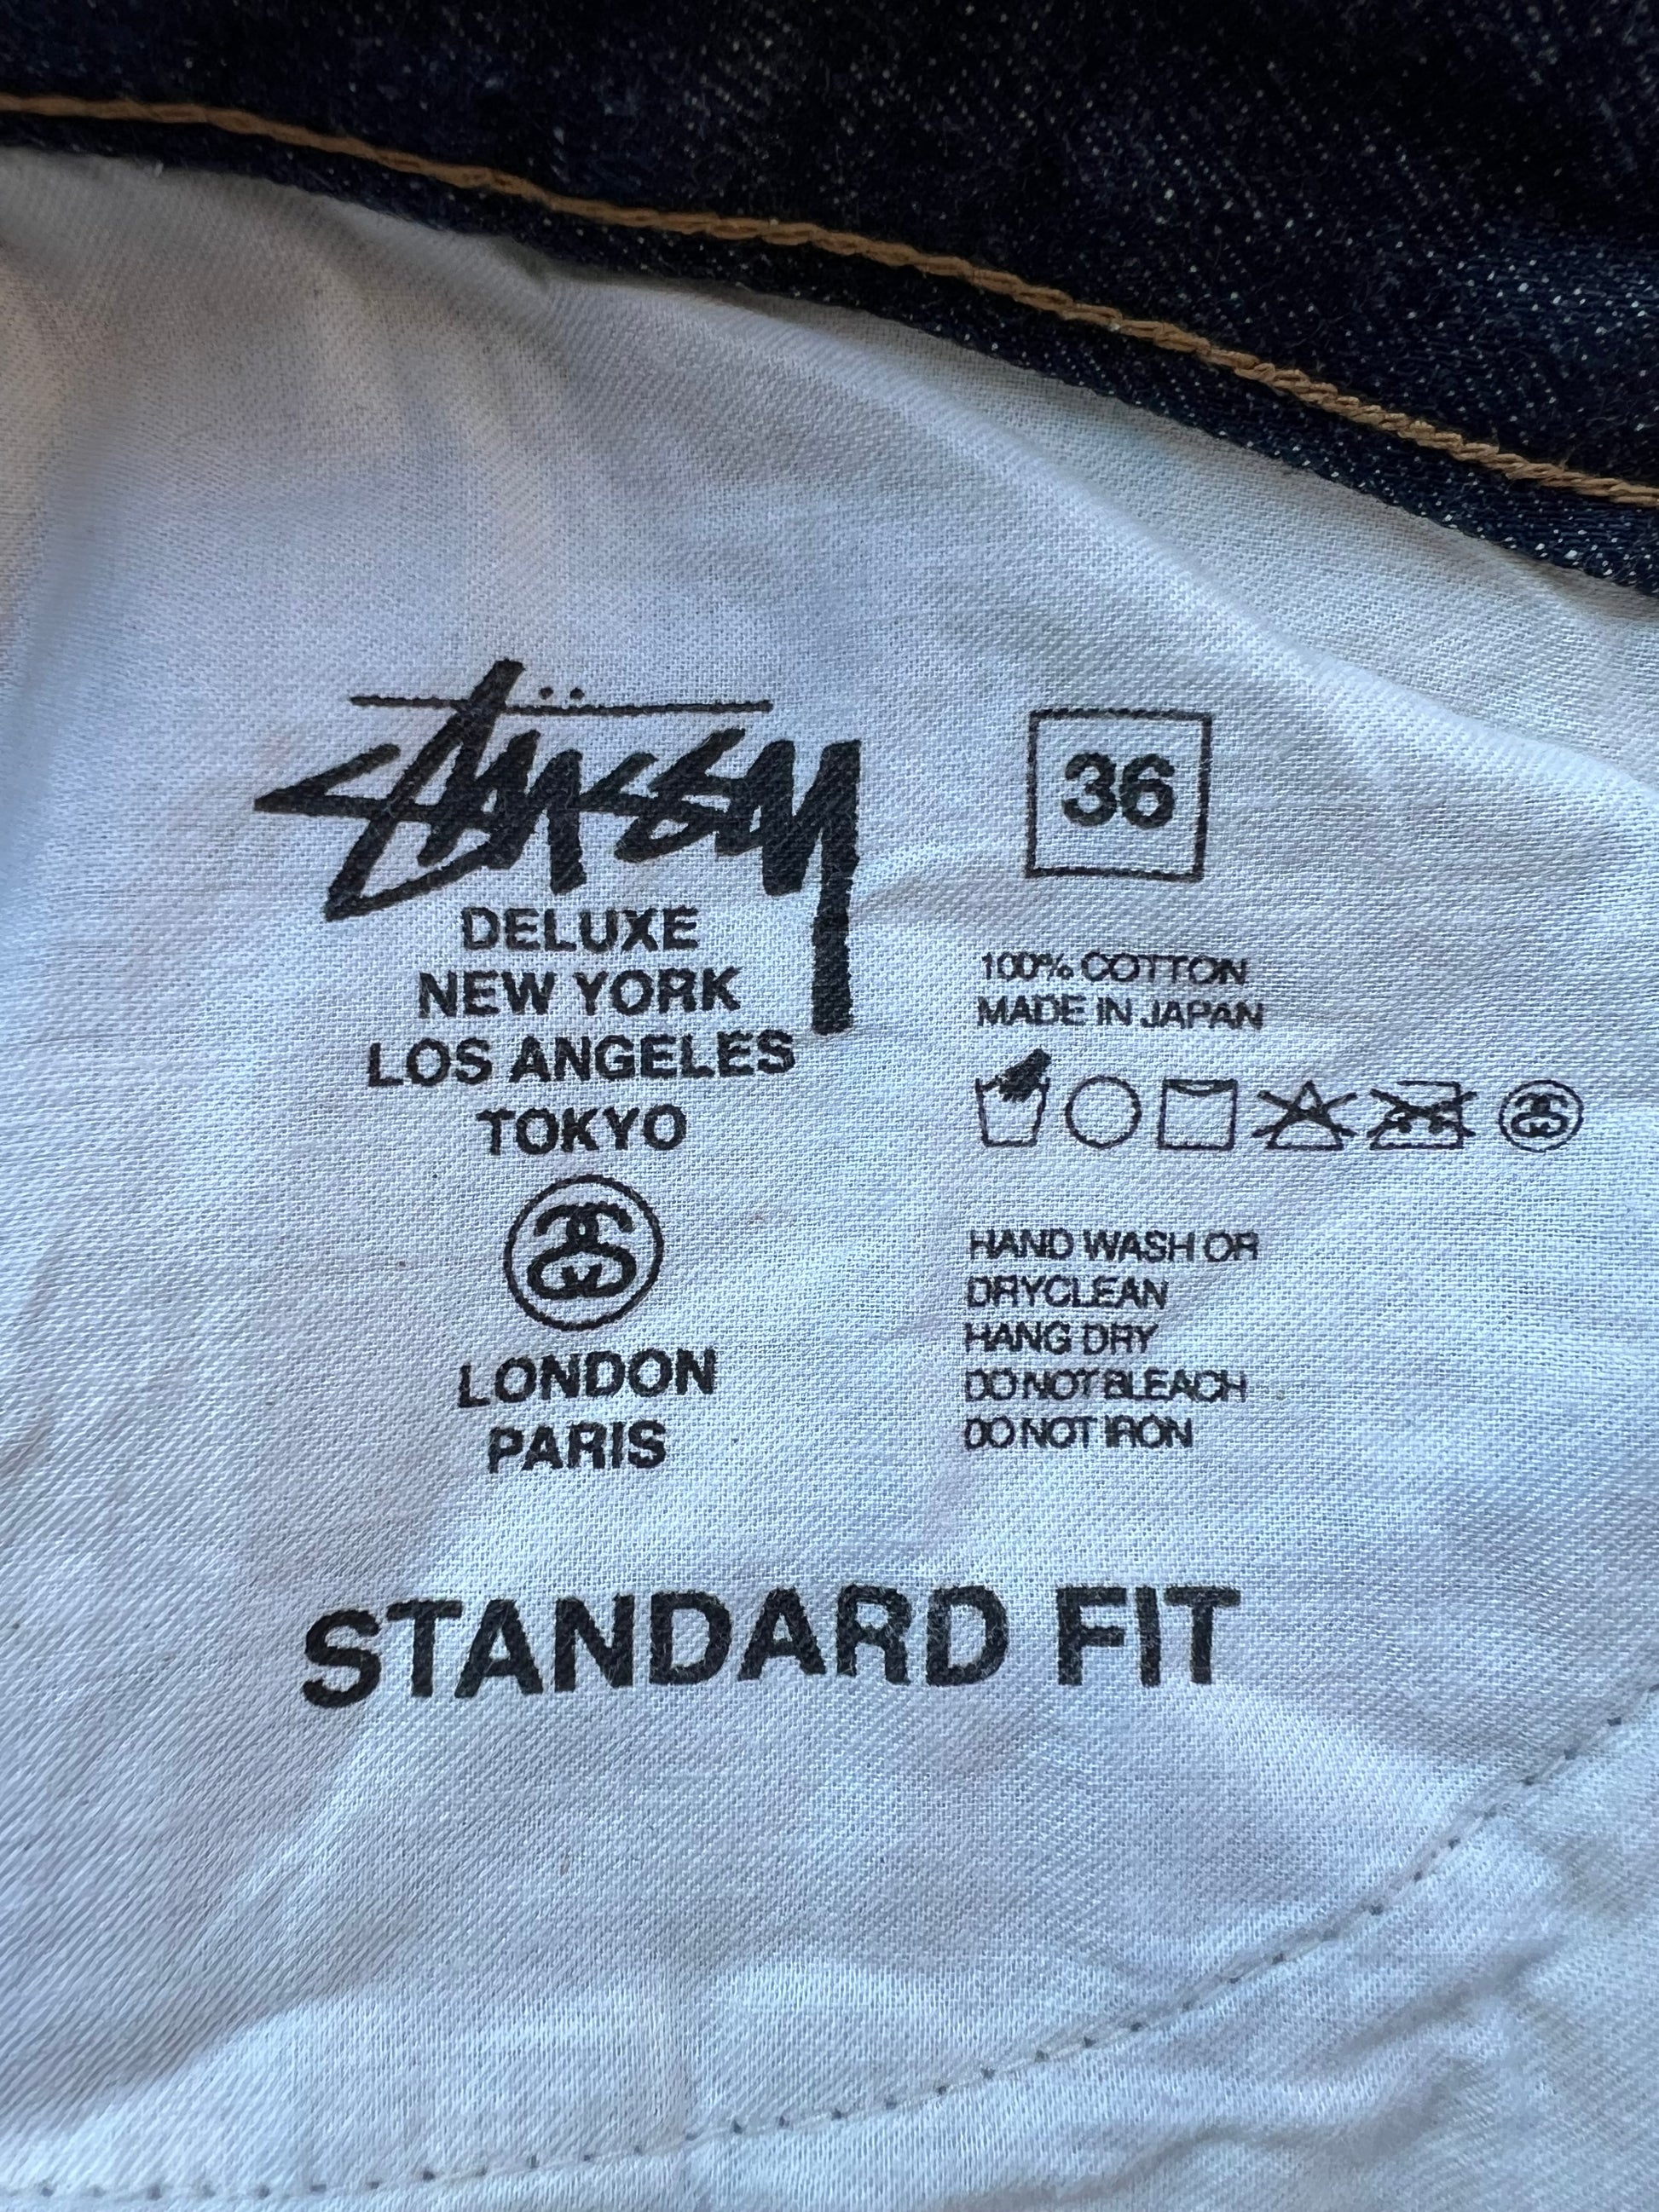 STÜSSY
DELUXE
NEW YORK
LOS ANGELES
TOKYO
LONDON
PARIS
36
100% COTTON
MADE IN JAPAN
HAND WASH OR
DRYCLEAN
HANG DRY
DO NOT BLEACH
DO NOT IRON
STANDARD FIT